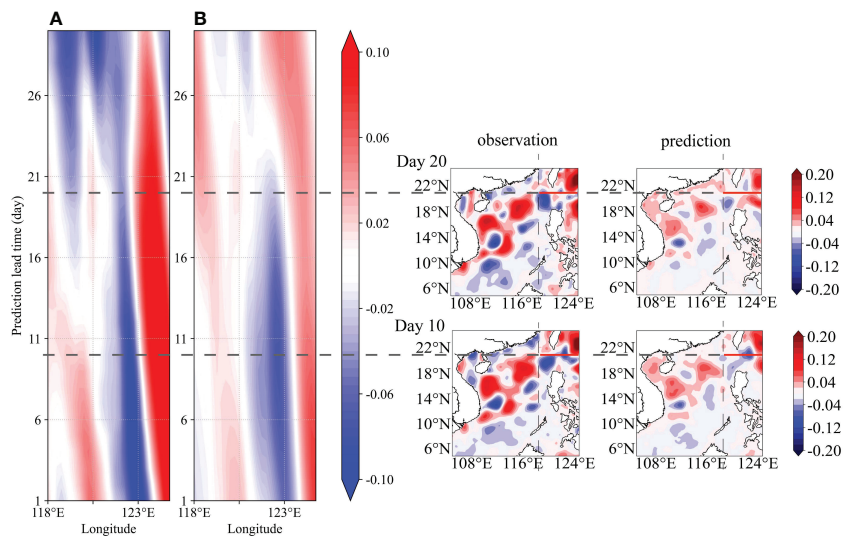 A B
0.10
0.06
0.02
-0.02
-0.06
-0.10
Prediction lead time (day)
26
21
16
11
6
1
118°E 123°E 118°E 123°E
Longitude Longitude
observation prediction
Day 20
22°N 22°N
18°N 18°N
14°N 14°N
10°N 10°N
6°N 6°N
108°E 116°E 124°E 108°E 116°E 124°E
0.20
0.12
0.04
-0.04
-0.12
-0.20
Day 10
22°N 22°N
18°N 18°N
14°N 14°N
10°N 10°N
6°N 6°N
108°E 116°E 124°E 108°E 116°E 124°E
0.20
0.12
0.04
-0.04
-0.12
-0.20